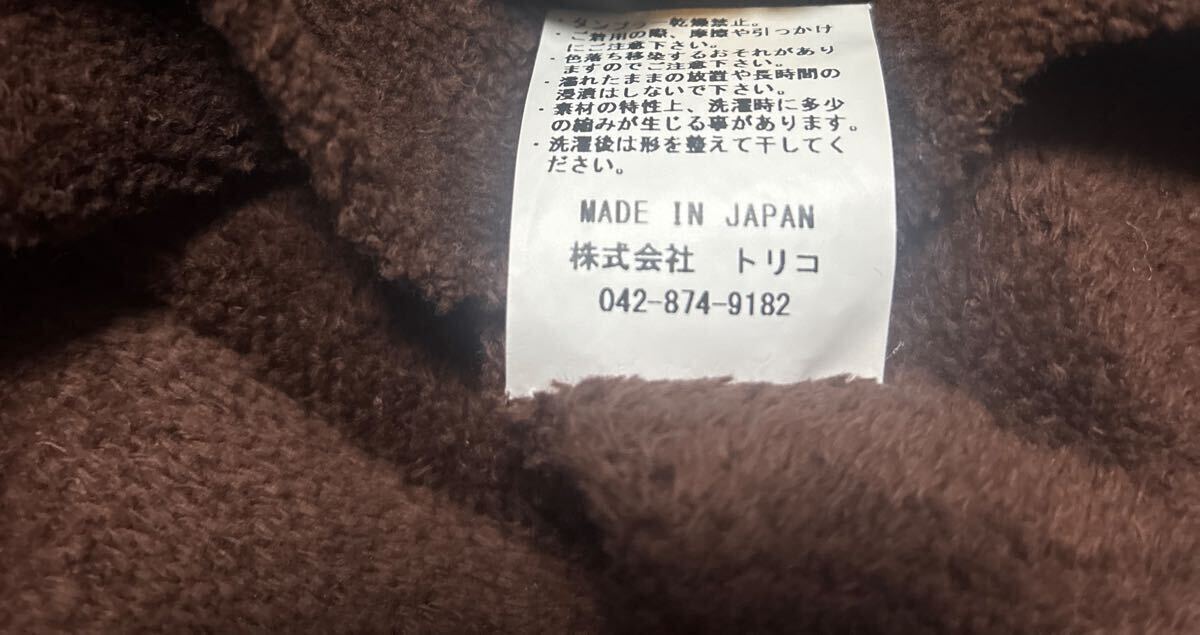 ・タンブラー乾燥禁止。
・ご着用の際、摩擦や引っかけ
にご注意下さい。
・色落ち移染するおそれがあり
ますのでご注意下さい。
・濡れたままの放置や長時間の
浸漬はしないで下さい。
・素材の特性上、洗濯時に多少
の縮みが生じる事があります。
・洗濯後は形を整えて干してく
ださい。
MADE IN JAPAN
株式会社　トリコ
042-874-9182